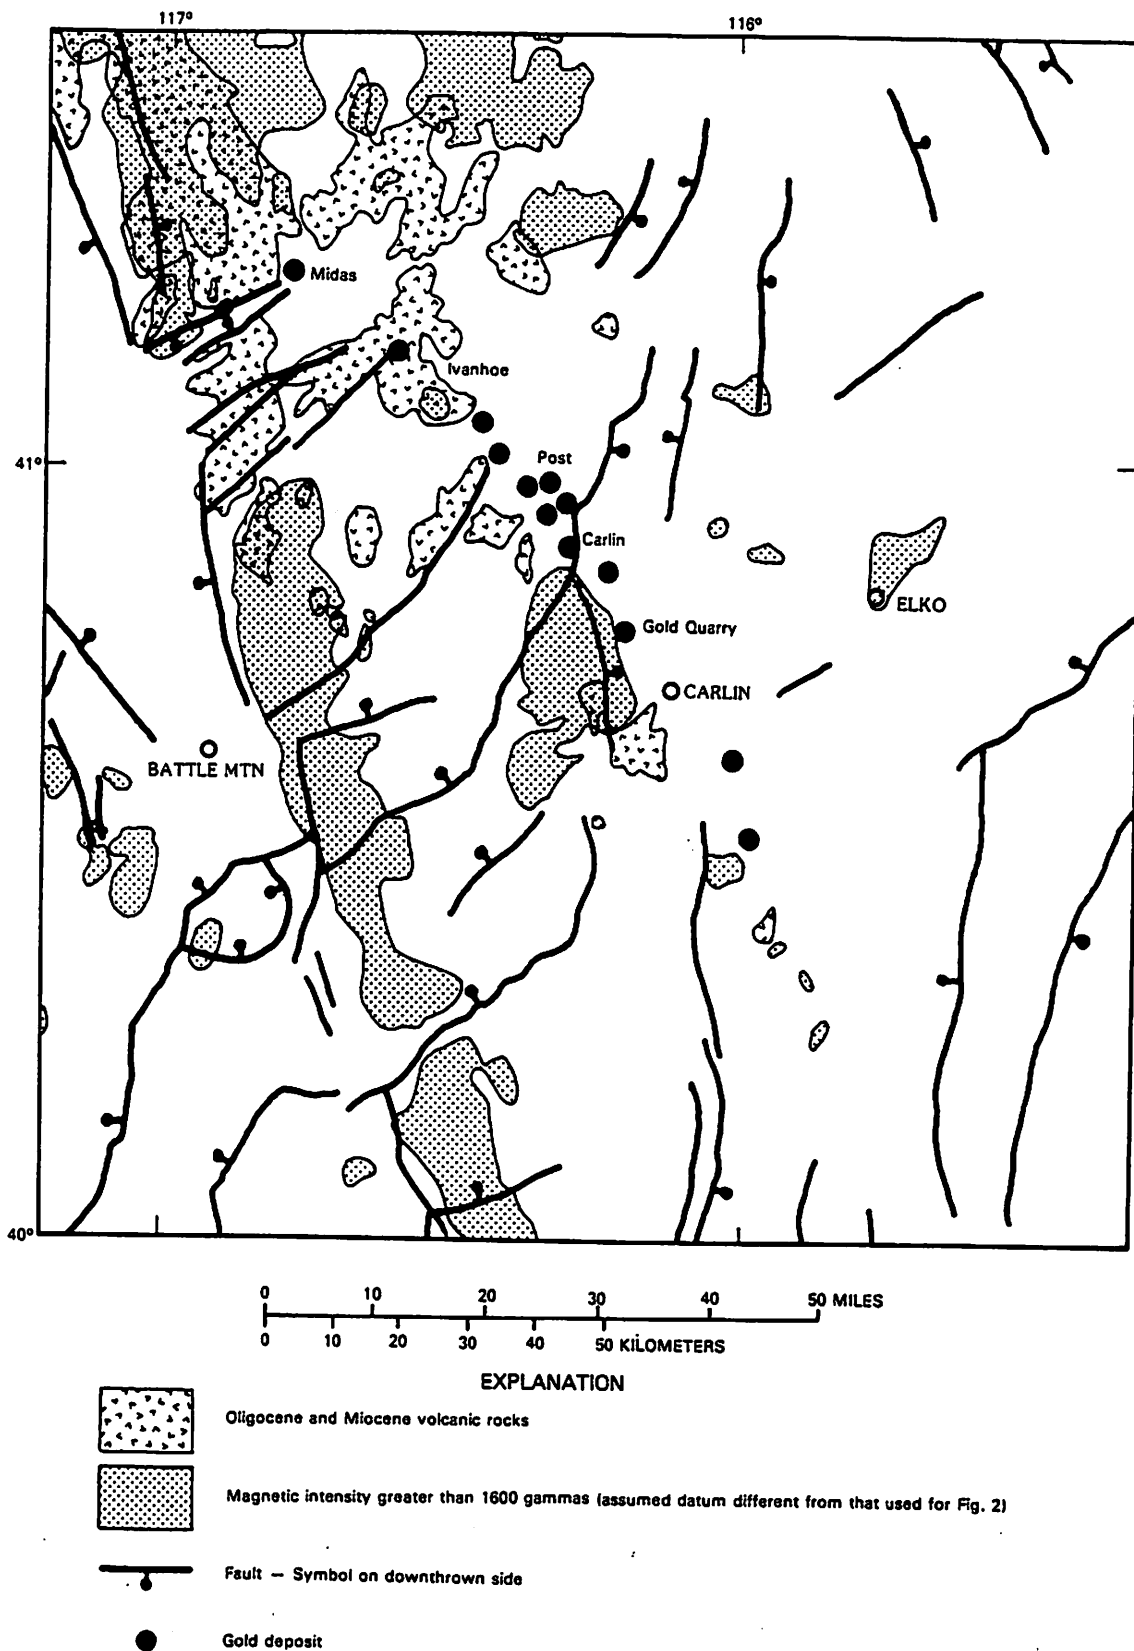 117° 116°
Midas
Ivanhoe
41°
Post
Carlin
ELKO
Gold Quarry
CARLIN
BATTLE MTN
40°
0 10 20 30 40 50 MILES
0 10 20 30 40 50 KILOMETERS
EXPLANATION
Oligocene and Miocene volcanic rocks
Magnetic intensity greater than 1600 gammas (assumed datum different from that used for Fig. 2)
Fault — Symbol on downthrown side
Gold deposit